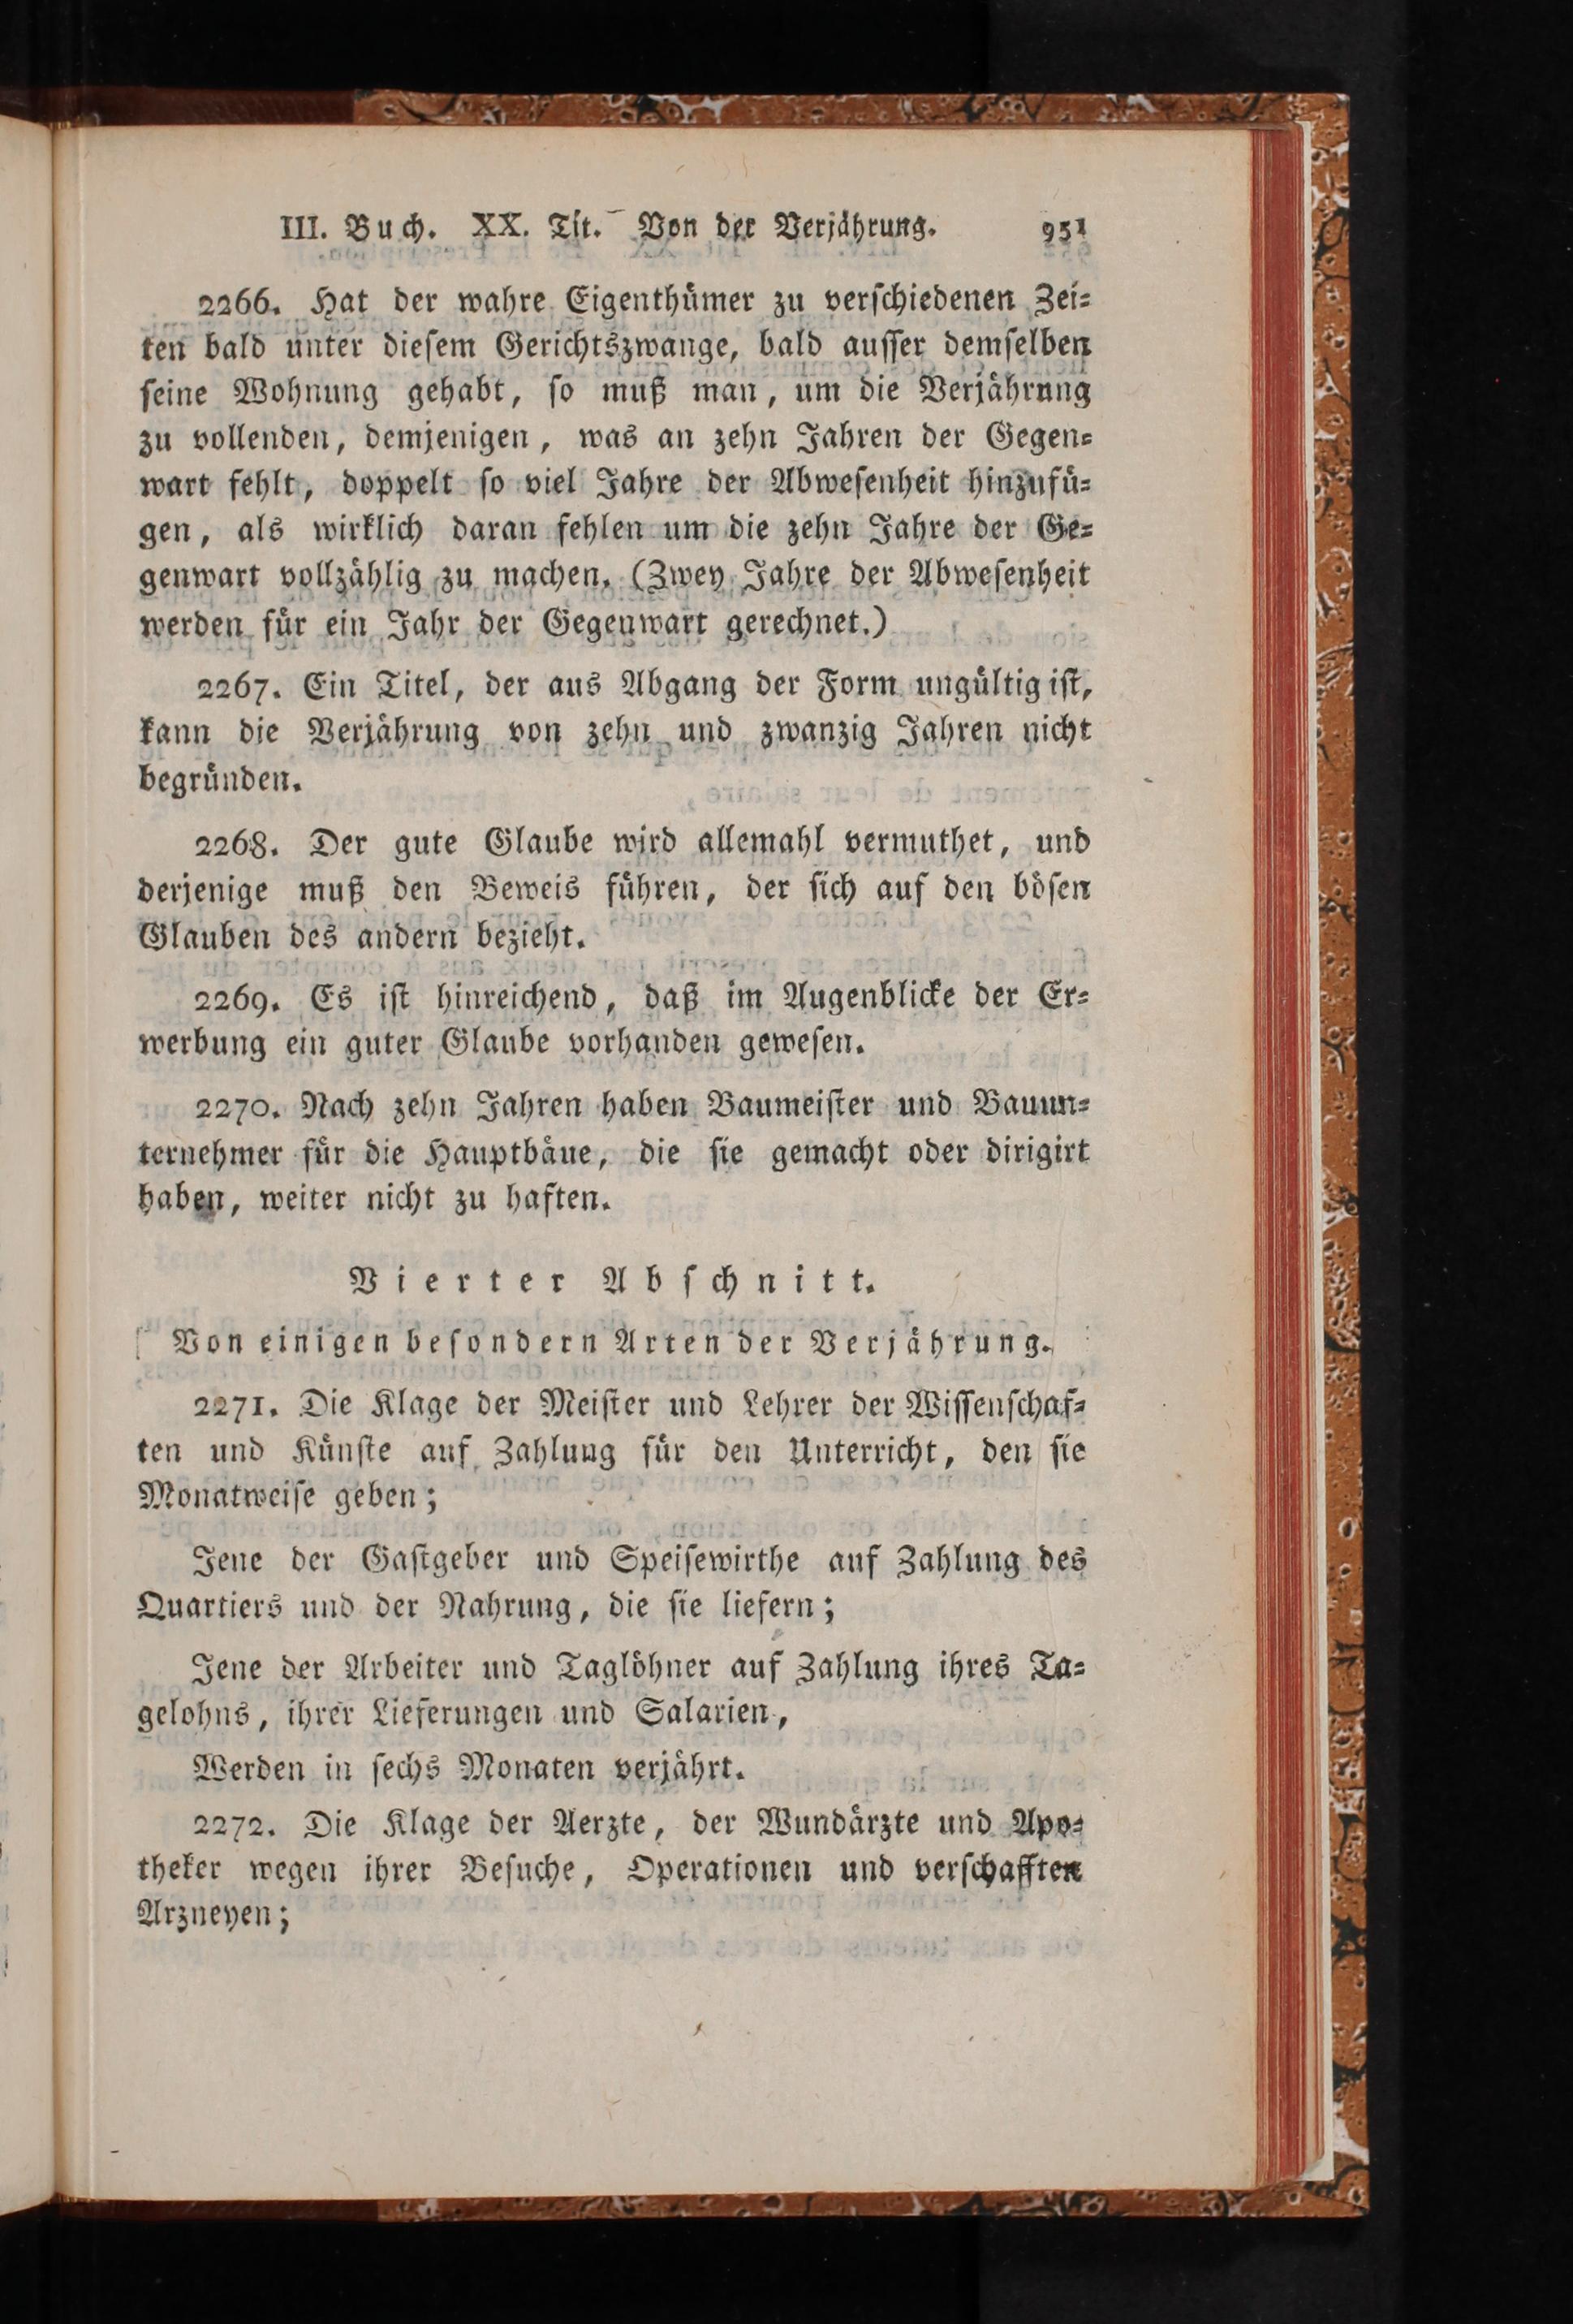 III. Buch. XX. Tit. Von der Verjährung. 951
2266. Hat der wahre Eigenthümer zu verschiedenen Zei=
ten bald unter diesem Gerichtszwange, bald ausser demselben
seine Wohnung gehabt, so muß man, um die Verjährung
zu vollenden, demjenigen, was an zehn Jahren der Gegen=
wart fehlt, doppelt so viel Jahre der Abwesenheit hinzufü=
gen, als wirklich daran fehlen um die zehn Jahre der Ge=
genwart vollzählig zu machen. (Zwey Jahre der Abwesenheit
werden für ein Jahr der Gegenwart gerechnet.)
2267. Ein Titel, der aus Abgang der Form ungültig ist,
kann die Verjährung von zehn und zwanzig Jahren nicht
begründen.
2268. Der gute Glaube wird allemahl vermuthet, und
derjenige muß den Beweis führen, der sich auf den bösen
Glauben des andern bezieht.
2269. Es ist hinreichend, daß im Augenblicke der Er=
werbung ein guter Glaube vorhanden gewesen.
2270. Nach zehn Jahren haben Baumeister und Bauun=
ternehmer für die Hauptbäue, die sie gemacht oder dirigirt
haben, weiter nicht zu haften.
Vierter Abschnitt.
Von einigen besondern Arten der Verjährung.
2271. Die Klage der Meister und Lehrer der Wissenschaf=
ten und Künste auf Zahlung für den Unterricht, den sie
Monatweise geben;
Jene der Gastgeber und Speisewirthe auf Zahlung des
Quartiers und der Nahrung, die sie liefern;
Jene der Arbeiter und Taglöhner auf Zahlung ihres Ta=
gelohns, ihrer Lieferungen und Salarien,
Werden in sechs Monaten verjährt.
2272. Die Klage der Aerzte, der Wundärzte und Apo=
theker wegen ihrer Besuche, Operationen und verschafften
Arzneyen;